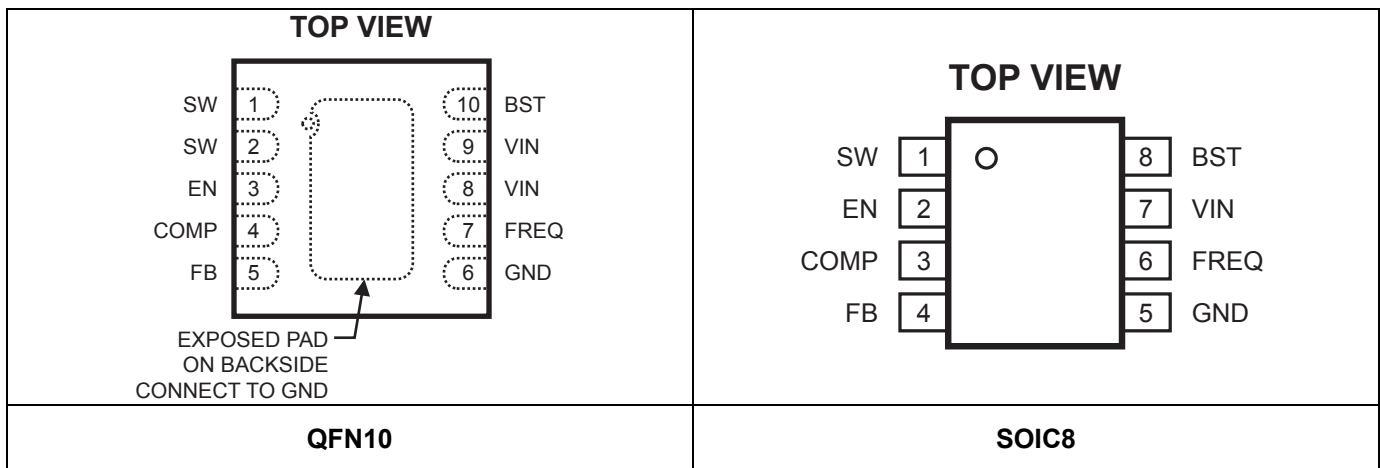 TOP VIEW
SW 1 10 BST
SW 2 9 VIN
EN 3 8 VIN
COMP 4 7 FREQ
FB 5 6 GND
EXPOSED PAD
ON BACKSIDE
CONNECT TO GND
QFN10
TOP VIEW
SW 1 8 BST
EN 2 7 VIN
COMP 3 6 FREQ
FB 4 5 GND
SOIC8